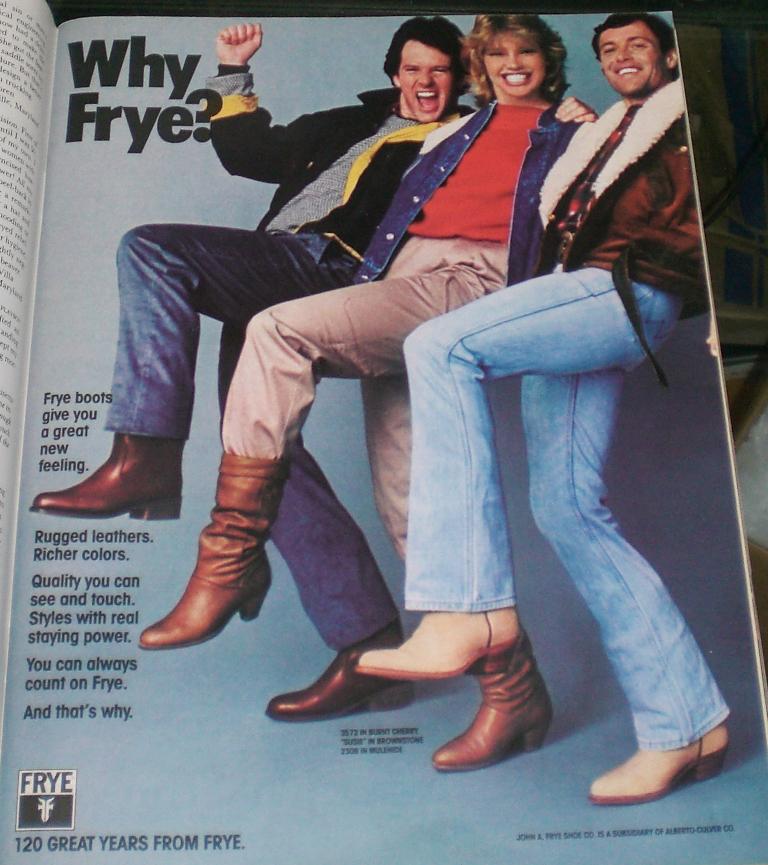 Why
Frye?
Frye boots
give you
a great
new
feeling.
Rugged leathers.
Richer colors.
Quality you can
see and touch.
Styles with real
staying power.
You can always
count on Frye.
And that's why.
3572 IN BURNT CHERRY
"SUSIE" IN BROWNSTONE
2308 IN MULEHIDE
FRYE
120 GREAT YEARS FROM FRYE.
JOHN A. FRYE SHOE CO. IS A SUBSIDIARY OF ALBERTO-CULVER CO.